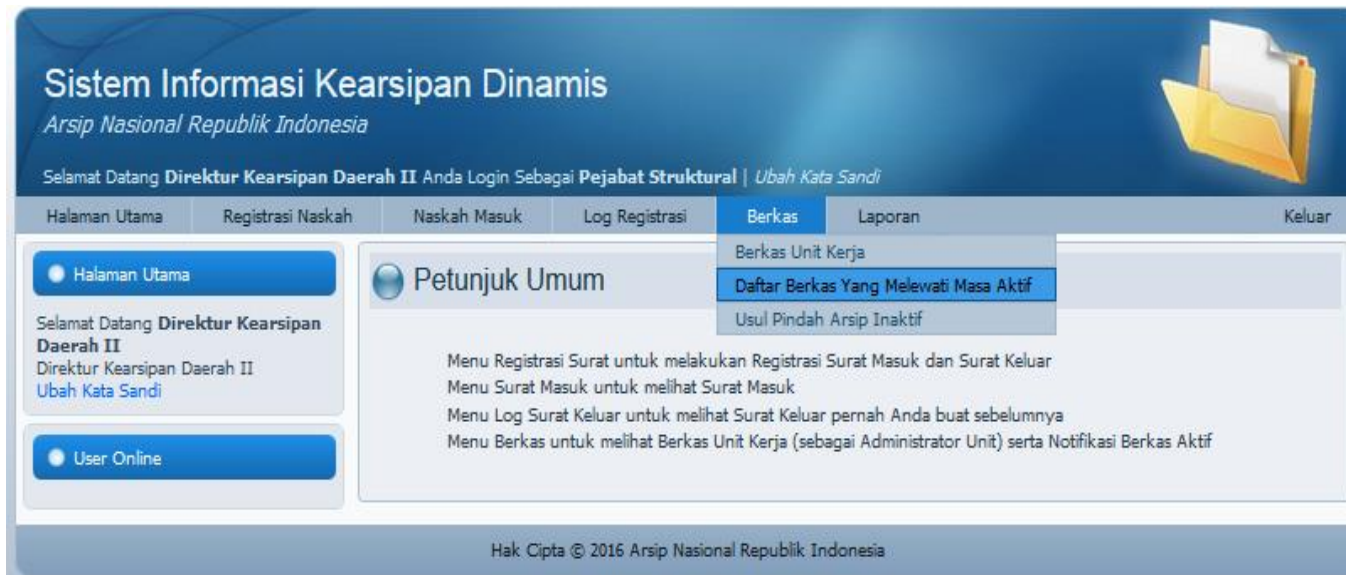 Sistem Informasi Kearsipan Dinamis
Arsip Nasional Republik Indonesia
Selamat Datang Direktur Kearsipan Daerah II Anda Login Sebagai Pejabat Struktural | Ubah Kata Sandi
Halaman Utama Registrasi Naskah Naskah Masuk Log Registrasi Berkas Laporan Keluar
Berkas Unit Kerja
Daftar Berkas Yang Melewati Masa Aktif
Usul Pindah Arsip Inaktif
Halaman Utama
Selamat Datang Direktur Kearsipan
Daerah II
Direktur Kearsipan Daerah II
Ubah Kata Sandi
User Online
Petunjuk Umum
Menu Registrasi Surat untuk melakukan Registrasi Surat Masuk dan Surat Keluar
Menu Surat Masuk untuk melihat Surat Masuk
Menu Log Surat Keluar untuk melihat Surat Keluar pernah Anda buat sebelumnya
Menu Berkas untuk melihat Berkas Unit Kerja (sebagai Administrator Unit) serta Notifikasi Berkas Aktif
Hak Cipta © 2016 Arsip Nasional Republik Indonesia